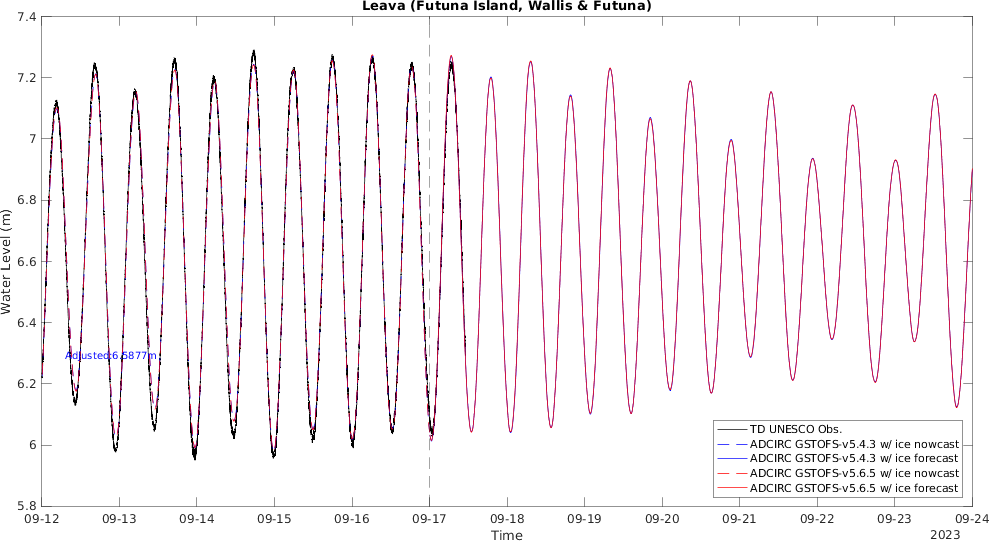 Leava (Futuna Island, Wallis & Futuna)
7.4
7.2
7
6.8
6.6
6.4
6.2
6
5.8
Water Level (m)
Adjusted:6.5877m
TD UNESCO Obs.
ADCIRC GSTOFS-v5.4.3 w/ ice nowcast
ADCIRC GSTOFS-v5.4.3 w/ ice forecast
ADCIRC GSTOFS-v5.6.5 w/ ice nowcast
ADCIRC GSTOFS-v5.6.5 w/ ice forecast
09-12 09-13 09-14 09-15 09-16 09-17 09-18 09-19 09-20 09-21 09-22 09-23 09-24
Time
2023